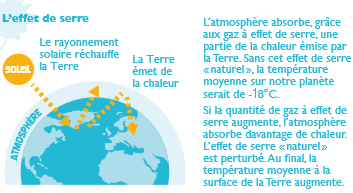 L'effet de serre
Le rayonnement
solaire réchauffe
la Terre
SOLEIL
La Terre
émet de
la chaleur
ATMOSPHÈRE
L'atmosphère absorbe, grâce
aux gaz à effet de serre, une
partie de la chaleur émise par
la Terre. Sans cet effet de serre
« naturel », la température
moyenne sur notre planète
serait de -18°C.
Si la quantité de gaz à effet de
serre augmente, l'atmosphère
absorbe davantage de chaleur.
L'effet de serre « naturel »
est perturbé. Au final, la
température moyenne à la
surface de la Terre augmente.